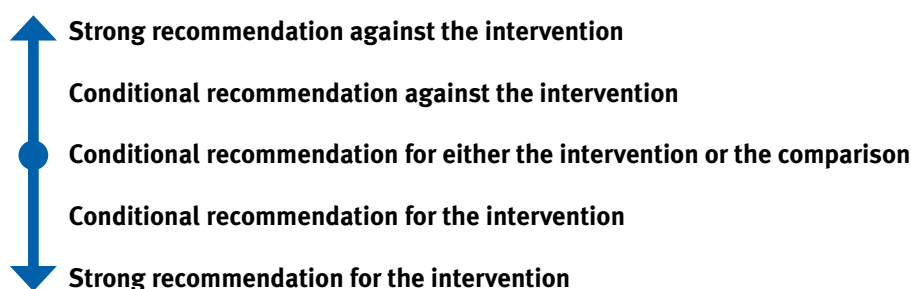 Strong recommendation against the intervention
Conditional recommendation against the intervention
Conditional recommendation for either the intervention or the comparison
Conditional recommendation for the intervention
Strong recommendation for the intervention